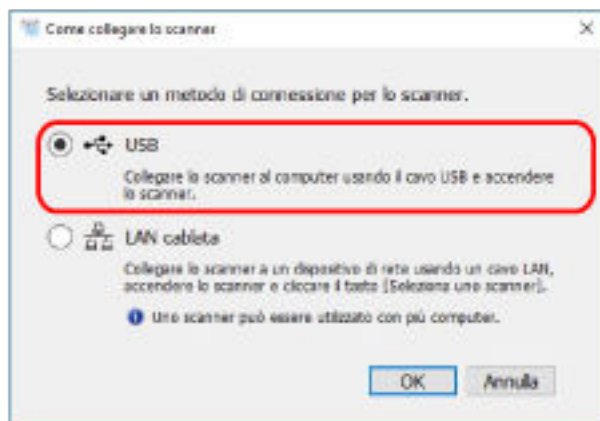 Come collegare lo scanner
Selezionare un metodo di connessione per lo scanner.
USB
Collegare lo scanner al computer usando il cavo USB e accendere
lo scanner.
LAN cableta
Collegare lo scanner a un dispositivo di rete usando un cavo LAN,
accendere lo scanner e cliccare il tasto [Seleziona uno scanner].
Uno scanner può essere utilizzato con più computer.
OK Annulla